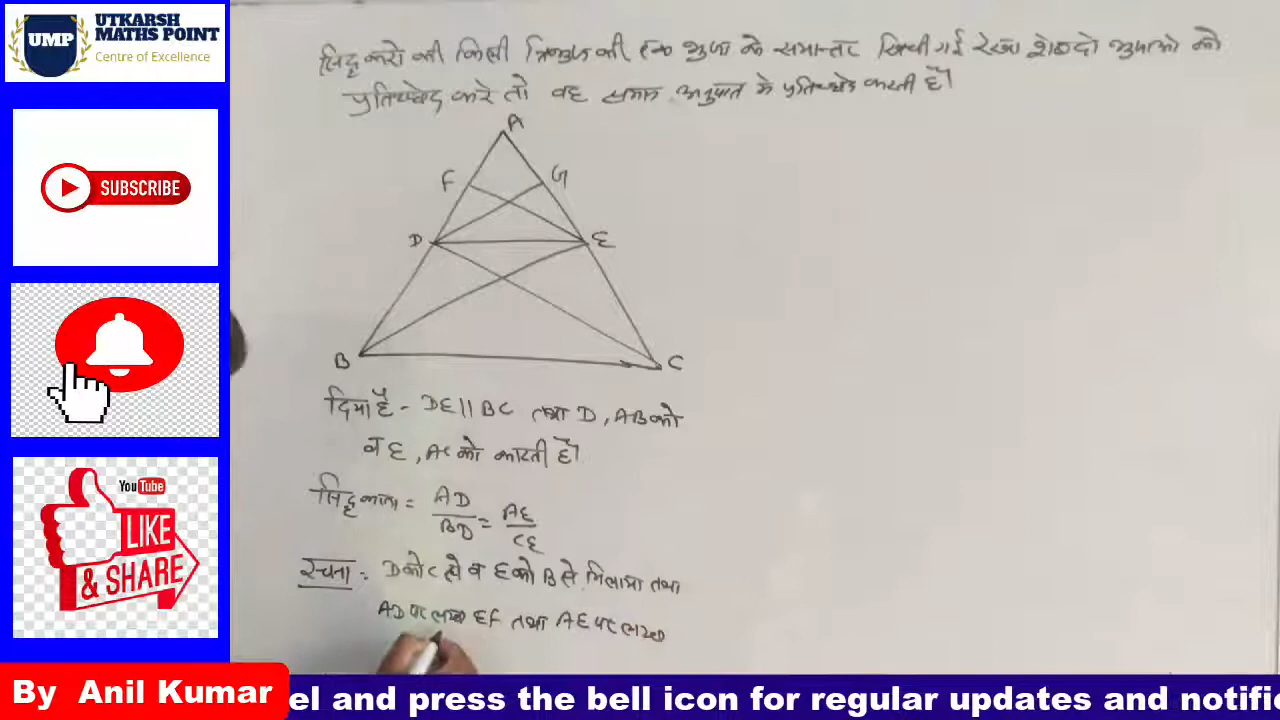 UTKARSH
MATHS POINT
UMP
Centre of Excellence
सिद्ध करो की किसी त्रिभुज की एक भुजा के समान्तर खिची गई रेखा शेष दो भुजाओ को
प्रतिच्छेद करे तो वह समान अनुपात मे प्रतिच्छेद करती है।
A
F
G
D
E
B
C
SUBSCRIBE
दिया है - DE||BC तथा D, AB को
व E, AC को काटती है।
सिद्ध करना = AD/BD = AE/CE
रचना :- D को C से व E को B से मिलाया तथा
AD पर लम्ब EF तथा AE पर लम्ब
You Tube
LIKE
& SHARE
By Anil Kumar
el and press the bell icon for regular updates and notific